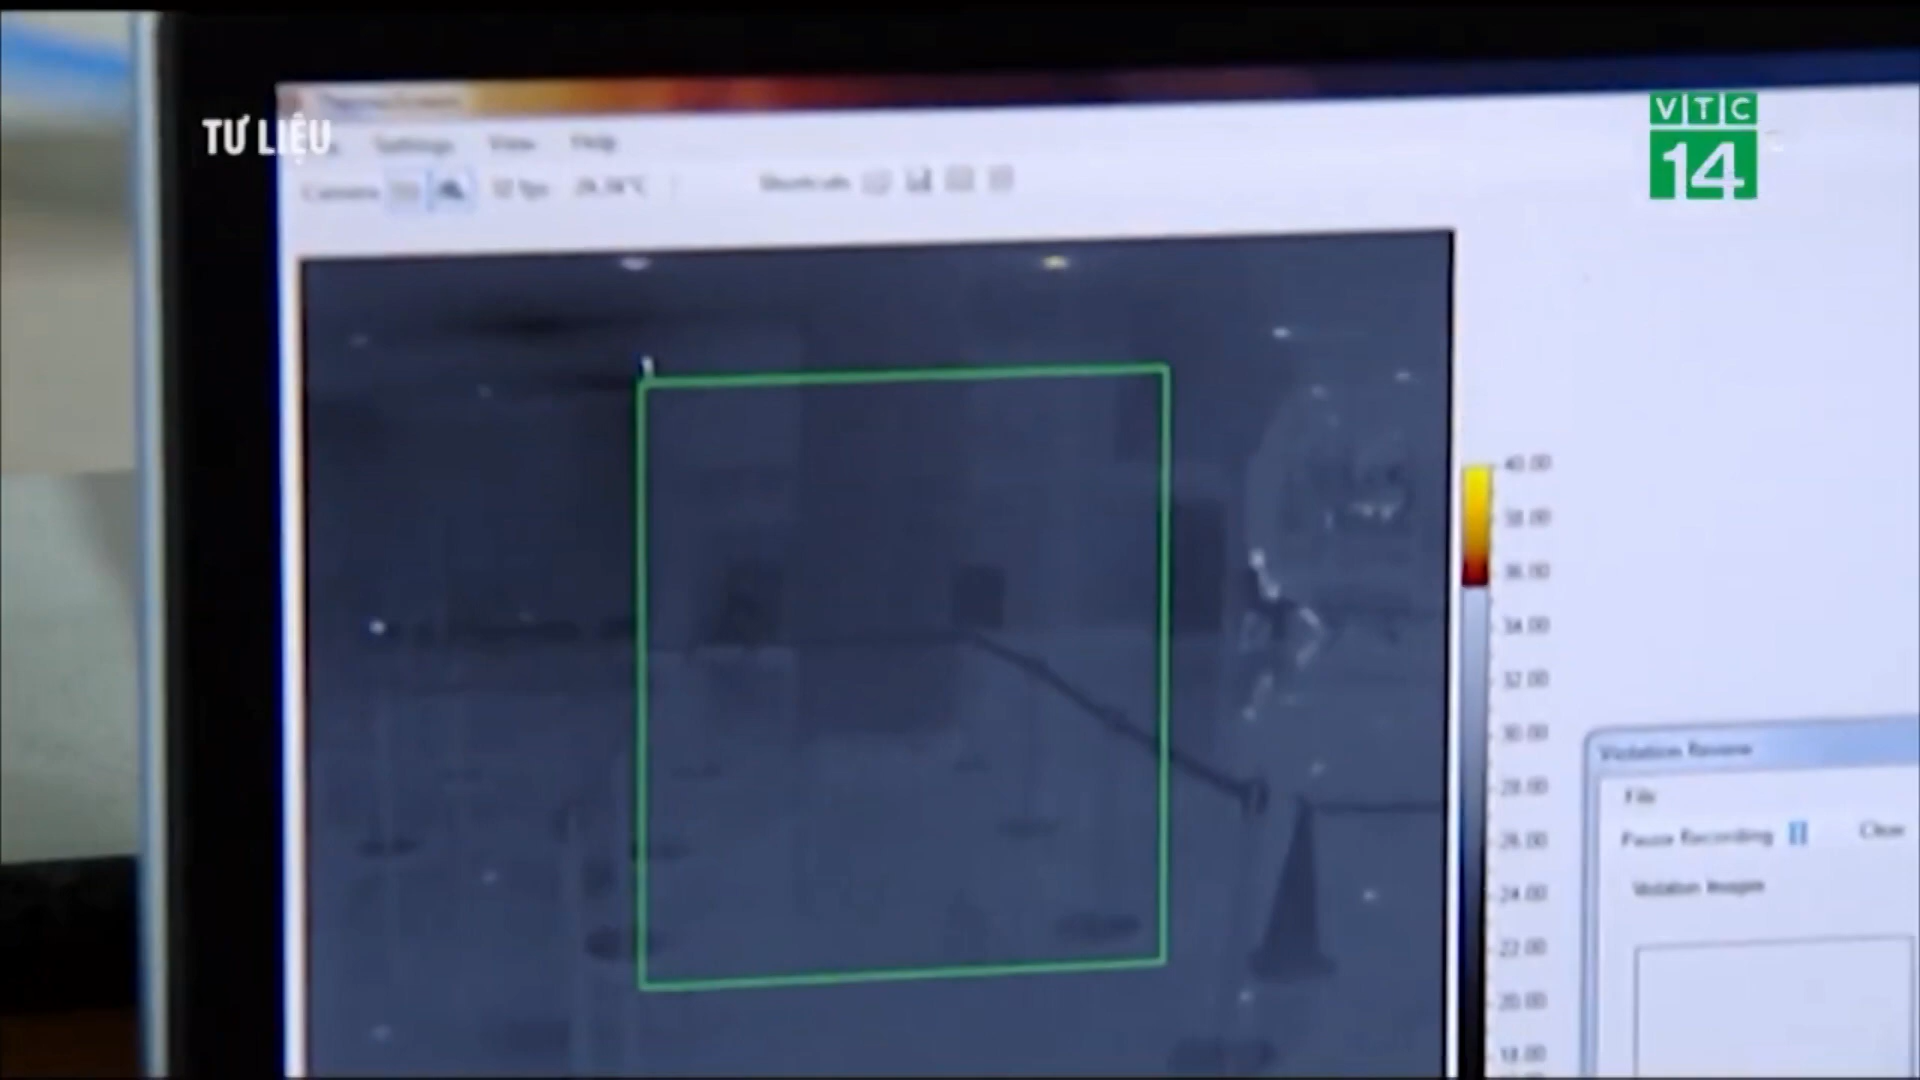 TƯ LIỆU
VTC
14
Settings View Help
Camera
Shortcuts
40.00
38.00
36.00
34.00
32.00
30.00
28.00
26.00
24.00
22.00
20.00
18.00
Violation Review
File
Pause Recording Clear
Violation Images